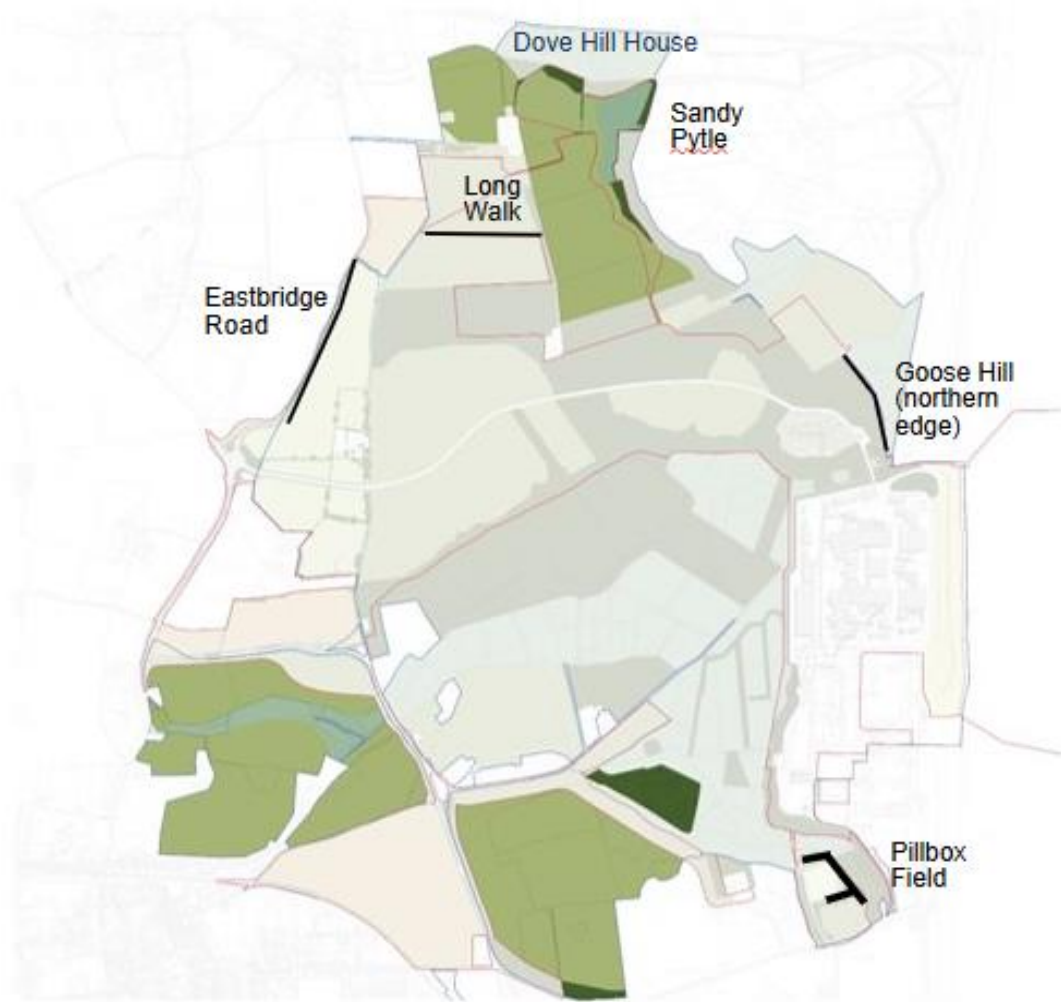 Dove Hill House
Sandy
Pytle
Long
Walk
Eastbridge
Road
Goose Hill
(northern
edge)
Pillbox
Field